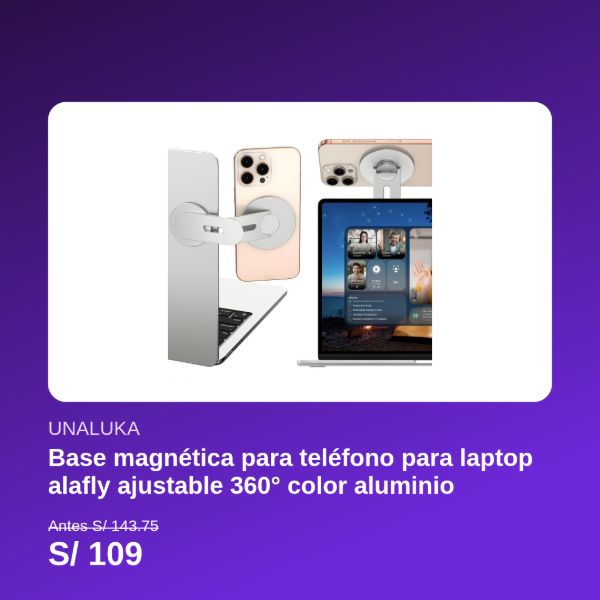 UNALUKA
Base magnética para teléfono para laptop
alafly ajustable 360° color aluminio
Antes S/ 143.75
S/ 109